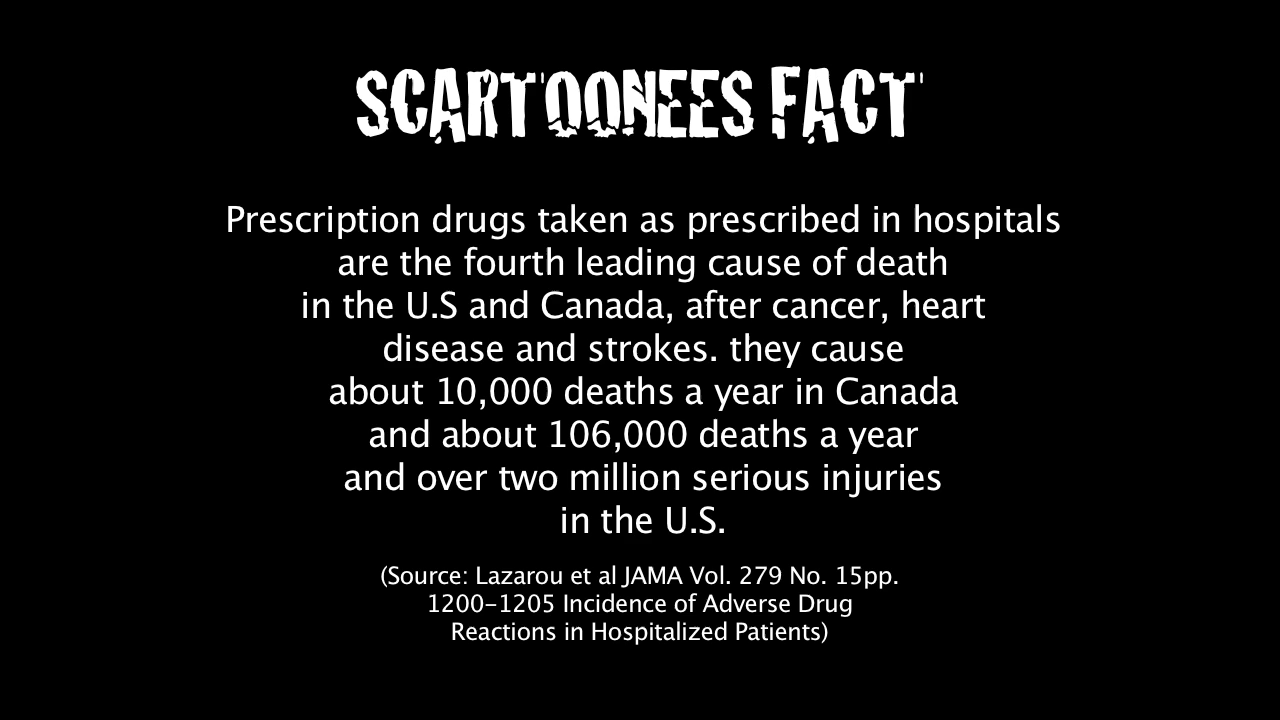 SCARTOONEES FACT
Prescription drugs taken as prescribed in hospitals
are the fourth leading cause of death
in the U.S and Canada, after cancer, heart
disease and strokes. they cause
about 10,000 deaths a year in Canada
and about 106,000 deaths a year
and over two million serious injuries
in the U.S.
(Source: Lazarou et al JAMA Vol. 279 No. 15pp.
1200-1205 Incidence of Adverse Drug
Reactions in Hospitalized Patients)